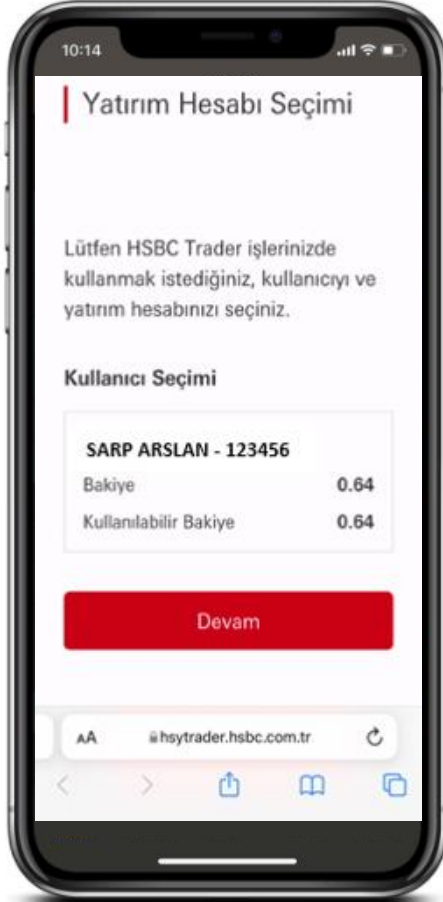 10:14
Yatırım Hesabı Seçimi
Lütfen HSBC Trader işlerinizde
kullanmak istediğiniz, kullanıcıyı ve
yatırım hesabınızı seçiniz.
Kullanıcı Seçimi
SARP ARSLAN - 123456
Bakiye 0.64
Kullanılabilir Bakiye 0.64
Devam
AA hsytrader.hsbc.com.tr